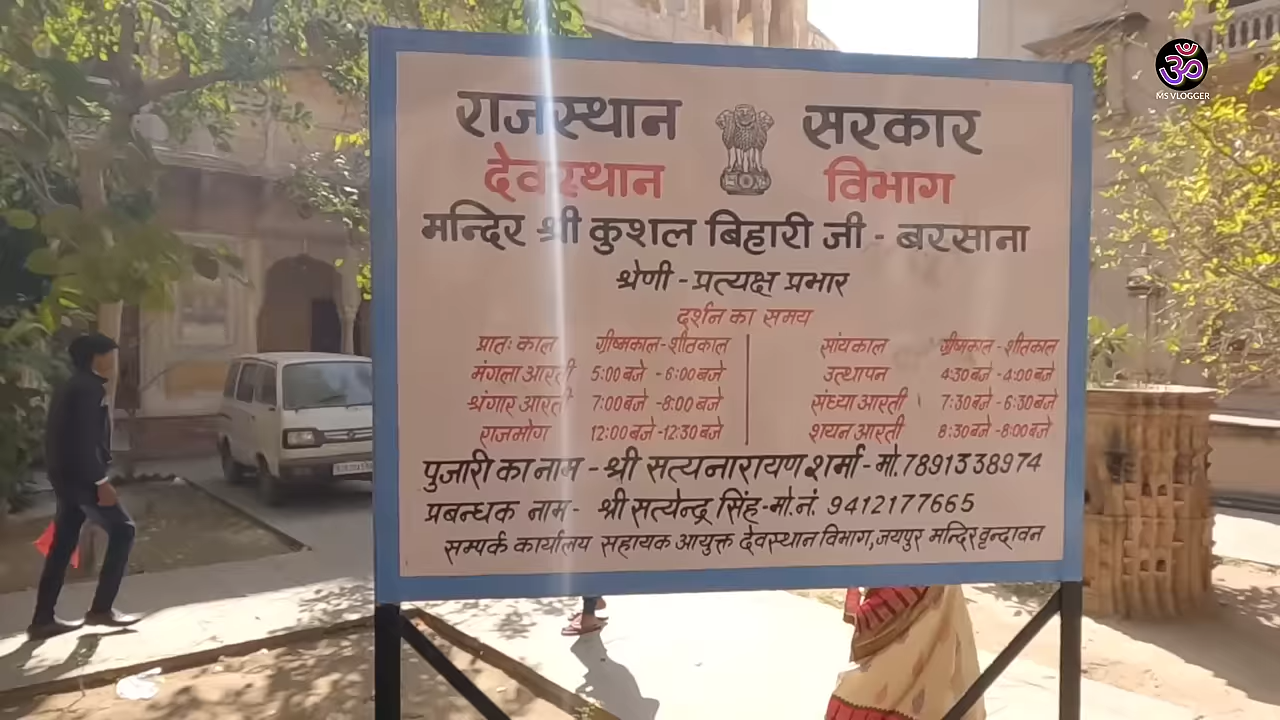 राजस्थान सरकार
देवस्थान विभाग
मन्दिर श्री कुशल बिहारी जी - बरसाना
श्रेणी - प्रत्यक्ष प्रभार
दर्शन का समय
प्रातः काल ग्रीष्मकाल - शीतकाल सांयकाल ग्रीष्मकाल - शीतकाल
मंगला आरती 5:00 बजे - 6:00 बजे उत्थापन 4:30 बजे - 4:00 बजे
श्रंगार आरती 7:00 बजे - 8:00 बजे संध्या आरती 7:30 बजे - 6:30 बजे
राजभोग 12:00 बजे - 12:30 बजे शयन आरती 8:30 बजे - 8:00 बजे
पुजारी का नाम - श्री सत्यनारायण शर्मा - मो. 7891338974
प्रबन्धक नाम - श्री सत्येन्द्र सिंह - मो.नं. 9412177665
सम्पर्क कार्यालय सहायक आयुक्त देवस्थान विभाग, जयपुर मन्दिर वृन्दावन
ॐ
MS VLOGGER